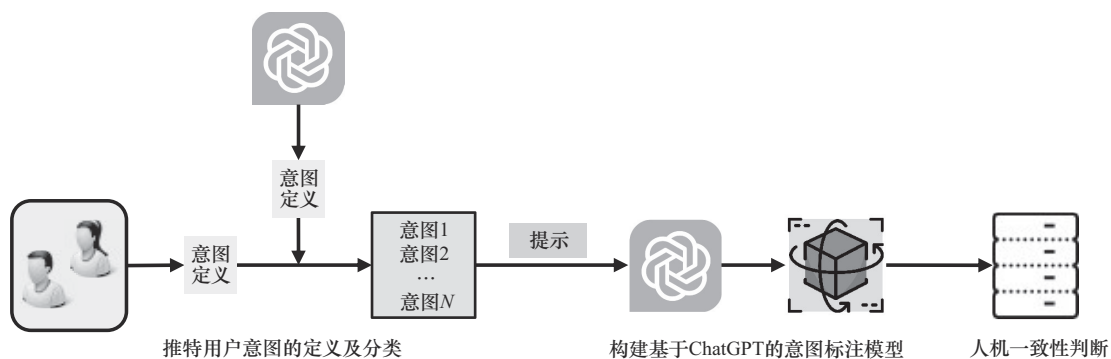 意图
定义
意图
定义
意图1
意图2
…
意图N
提示
推特用户意图的定义及分类
构建基于ChatGPT的意图标注模型
人机一致性判断